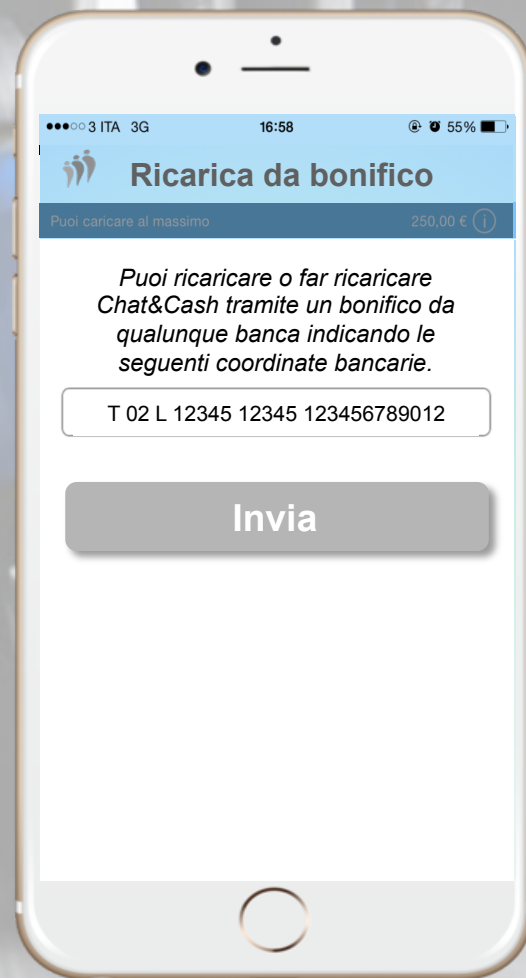 3 ITA 3G 16:58 55%
Ricarica da bonifico
Puoi caricare al massimo 250,00 € i
Puoi ricaricare o far ricaricare
Chat&Cash tramite un bonifico da
qualunque banca indicando le
seguenti coordinate bancarie.
T 02 L 12345 12345 123456789012
Invia